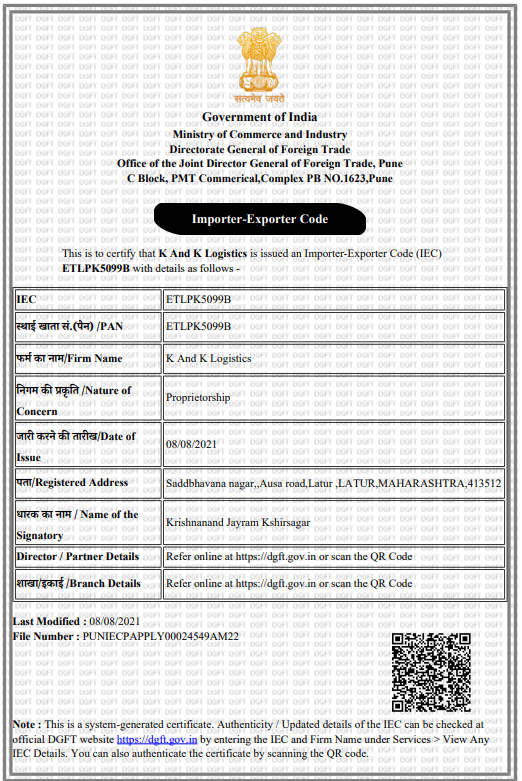 सत्यमेव जयते
Government of India
Ministry of Commerce and Industry
Directorate General of Foreign Trade
Office of the Joint Director General of Foreign Trade, Pune
C Block, PMT Commerical,Complex PB NO.1623,Pune
Importer-Exporter Code
This is to certify that K And K Logistics is issued an Importer-Exporter Code (IEC)
ETLPK5099B with details as follows -
IEC ETLPK5099B
स्थाई खाता सं.(पैन) /PAN ETLPK5099B
फर्म का नाम/Firm Name K And K Logistics
निगम की प्रकृति /Nature of
Concern Proprietorship
जारी करने की तारीख/Date of
Issue 08/08/2021
पता/Registered Address Saddbhavana nagar,,Ausa road,Latur ,LATUR,MAHARASHTRA,413512
धारक का नाम / Name of the
Signatory Krishnanand Jayram Kshirsagar
Director / Partner Details Refer online at https://dgft.gov.in or scan the QR Code
शाखा/इकाई /Branch Details Refer online at https://dgft.gov.in or scan the QR Code
Last Modified : 08/08/2021
File Number : PUNIECPAPPLY00024549AM22
Note : This is a system-generated certificate. Authenticity / Updated details of the IEC can be checked at
official DGFT website https://dgft.gov.in by entering the IEC and Firm Name under Services > View Any
IEC Details. You can also authenticate the certificate by scanning the QR code.